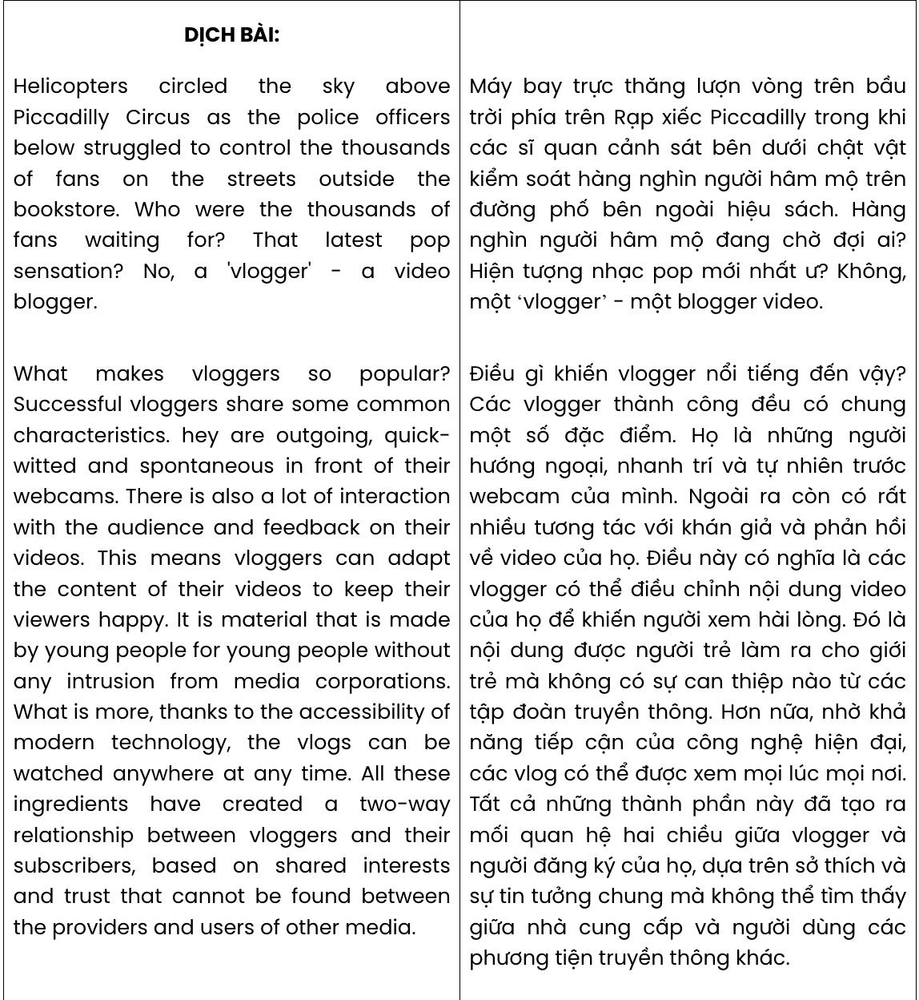 DỊCH BÀI:
Helicopters circled the sky above
Piccadilly Circus as the police officers
below struggled to control the thousands
of fans on the streets outside the
bookstore. Who were the thousands of
fans waiting for? That latest pop
sensation? No, a 'vlogger' - a video
blogger.
What makes vloggers so popular?
Successful vloggers share some common
characteristics. hey are outgoing, quick-
witted and spontaneous in front of their
webcams. There is also a lot of interaction
with the audience and feedback on their
videos. This means vloggers can adapt
the content of their videos to keep their
viewers happy. It is material that is made
by young people for young people without
any intrusion from media corporations.
What is more, thanks to the accessibility of
modern technology, the vlogs can be
watched anywhere at any time. All these
ingredients have created a two-way
relationship between vloggers and their
subscribers, based on shared interests
and trust that cannot be found between
the providers and users of other media.
Máy bay trực thăng lượn vòng trên bầu
trời phía trên Rạp xiếc Piccadilly trong khi
các sĩ quan cảnh sát bên dưới chật vật
kiểm soát hàng nghìn người hâm mộ trên
đường phố bên ngoài hiệu sách. Hàng
nghìn người hâm mộ đang chờ đợi ai?
Hiện tượng nhạc pop mới nhất ư? Không,
một ‘vlogger’ - một blogger video.
Điều gì khiến vlogger nổi tiếng đến vậy?
Các vlogger thành công đều có chung
một số đặc điểm. Họ là những người
hướng ngoại, nhanh trí và tự nhiên trước
webcam của mình. Ngoài ra còn có rất
nhiều tương tác với khán giả và phản hồi
về video của họ. Điều này có nghĩa là các
vlogger có thể điều chỉnh nội dung video
của họ để khiến người xem hài lòng. Đó là
nội dung được người trẻ làm ra cho giới
trẻ mà không có sự can thiệp nào từ các
tập đoàn truyền thông. Hơn nữa, nhờ khả
năng tiếp cận của công nghệ hiện đại,
các vlog có thể được xem mọi lúc mọi nơi.
Tất cả những thành phần này đã tạo ra
mối quan hệ hai chiều giữa vlogger và
người đăng ký của họ, dựa trên sở thích và
sự tin tưởng chung mà không thể tìm thấy
giữa nhà cung cấp và người dùng các
phương tiện truyền thông khác.